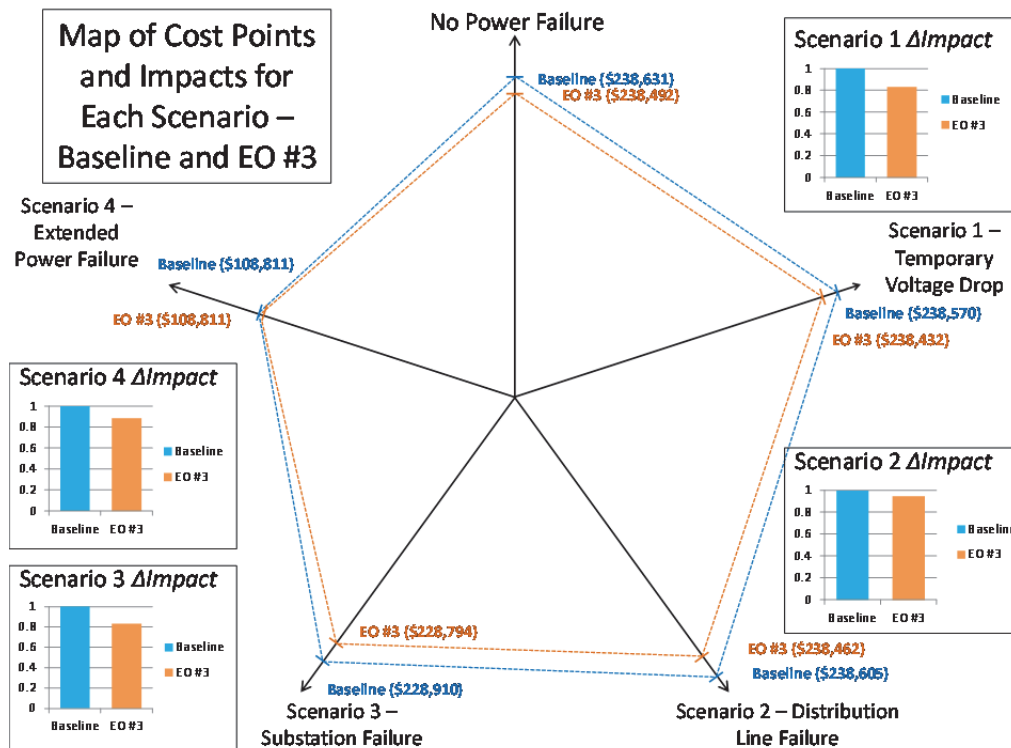 Map of Cost Points
and Impacts for
Each Scenario –
Baseline and EO #3
No Power Failure
Baseline {$238,631}
EO #3 {$238,492}
Scenario 1 ΔImpact
1
0.8
0.6
0.4
0.2
0
Baseline
EO #3
Baseline
EO #3
Scenario 4 –
Extended
Power Failure
Baseline {$108,811}
EO #3 {$108,811}
Scenario 1 –
Temporary
Voltage Drop
Baseline {$238,570}
EO #3 {$238,432}
Scenario 4 ΔImpact
1
0.8
0.6
0.4
0.2
0
Baseline
EO #3
Baseline
EO #3
Scenario 2 ΔImpact
1
0.8
0.6
0.4
0.2
0
Baseline
EO #3
Baseline
EO #3
Scenario 3 ΔImpact
1
0.8
0.6
0.4
0.2
0
Baseline
EO #3
Baseline
EO #3
EO #3 {$228,794}
Baseline {$228,910}
Scenario 3 –
Substation Failure
EO #3 {$238,462}
Baseline {$238,605}
Scenario 2 – Distribution
Line Failure